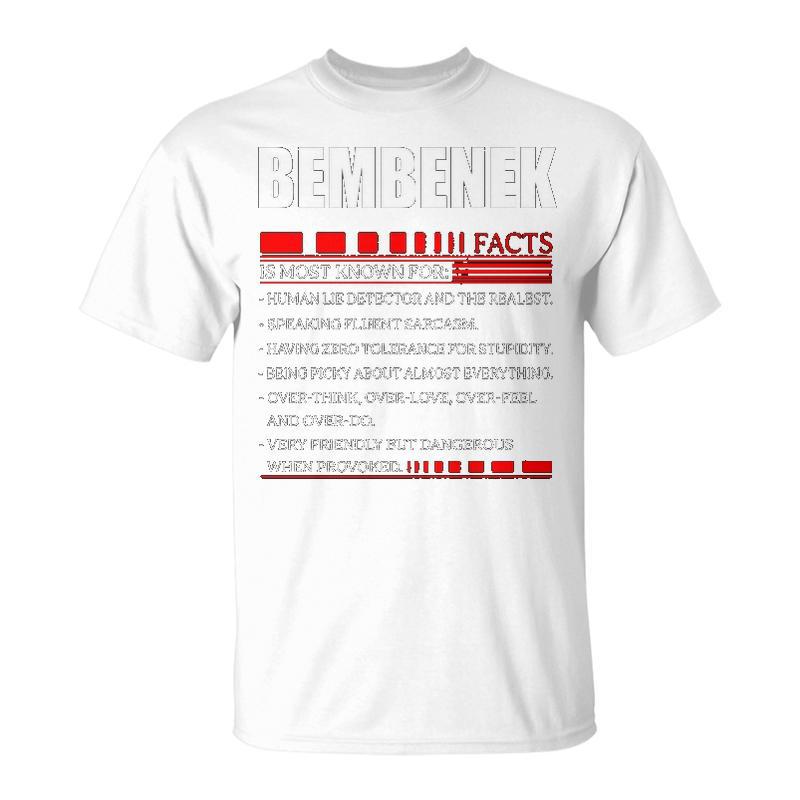 BEMBENEK
FACTS
IS MOST KNOWN FOR:
- HUMAN LIE DETECTOR AND THE REALEST.
- SPEAKING FLUENT SARCASM.
- HAVING ZERO TOLERANCE FOR STUPIDITY.
- BEING PICKY ABOUT ALMOST EVERYTHING.
- OVER-THINK, OVER-LOVE, OVER-FEEL
AND OVER-DO.
- VERY FRIENDLY BUT DANGEROUS
WHEN PROVOKED.